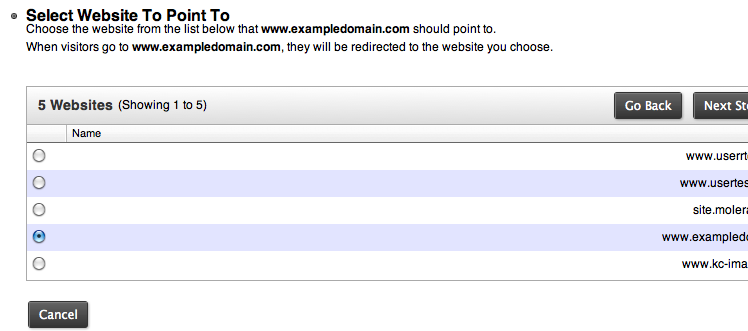 Select Website To Point To
Choose the website from the list below that www.exampledomain.com should point to.
When visitors go to www.exampledomain.com, they will be redirected to the website you choose.
5 Websites (Showing 1 to 5)
Go Back
Next St
Name
www.userrt
www.usertes
site.molera
www.exampledo
www.kc-ima
Cancel